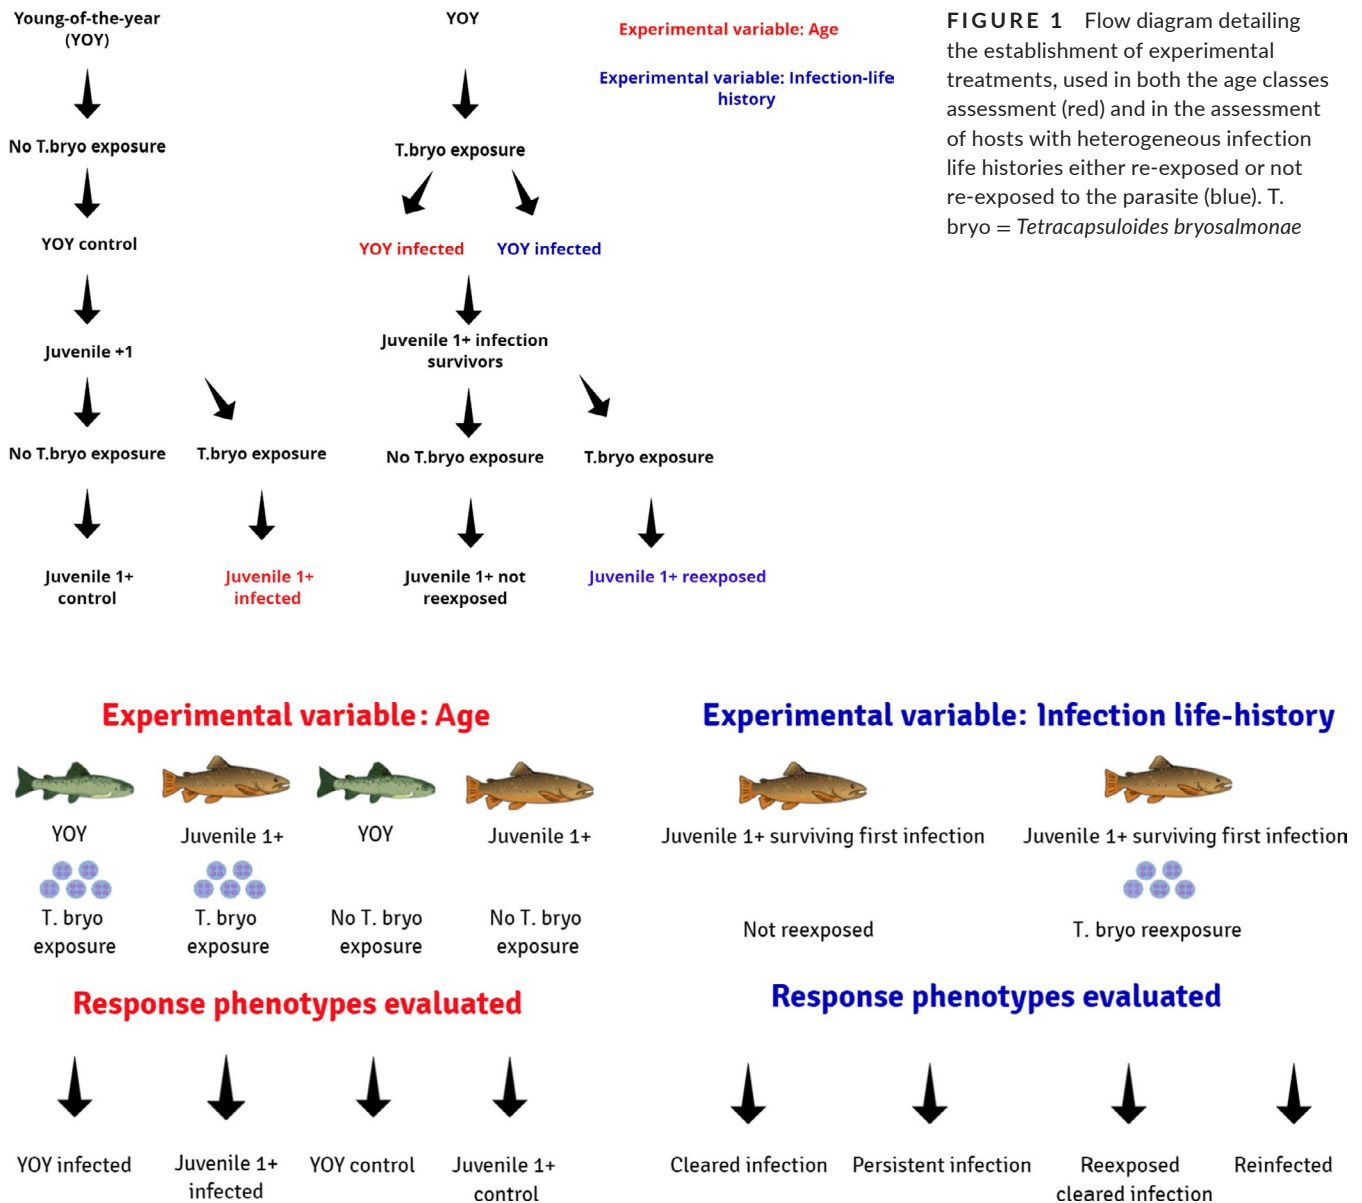 Young-of-the-year
(YOY)
No T.bryo exposure
YOY control
Juvenile +1
No T.bryo exposure
T.bryo exposure
Juvenile 1+
control
Juvenile 1+
infected
YOY
T.bryo exposure
YOY infected
YOY infected
Juvenile 1+ infection
survivors
No T.bryo exposure
T.bryo exposure
Juvenile 1+ not
reexposed
Juvenile 1+ reexposed
Experimental variable: Age
Experimental variable: Infection-life
history
FIGURE 1 Flow diagram detailing
the establishment of experimental
treatments, used in both the age classes
assessment (red) and in the assessment
of hosts with heterogeneous infection
life histories either re-exposed or not
re-exposed to the parasite (blue). T.
bryo = Tetracapsuloides bryosalmonae
Experimental variable: Age
YOY
T. bryo
exposure
Juvenile 1+
T. bryo
exposure
YOY
No T. bryo
exposure
Juvenile 1+
No T. bryo
exposure
Response phenotypes evaluated
YOY infected
Juvenile 1+
infected
YOY control
Juvenile 1+
control
Experimental variable: Infection life-history
Juvenile 1+ surviving first infection
Not reexposed
Juvenile 1+ surviving first infection
T. bryo reexposure
Response phenotypes evaluated
Cleared infection
Persistent infection
Reexposed
cleared infection
Reinfected